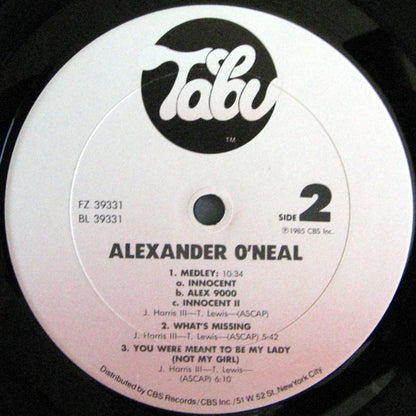 Tabu
TM
FZ 39331
BL 39331
SIDE 2
℗1985 CBS Inc.
ALEXANDER O'NEAL
1. MEDLEY: 10:34
a. INNOCENT
b. ALEX 9000
c. INNOCENT II
J. Harris III—T. Lewis—(ASCAP)
2. WHAT'S MISSING
J. Harris III—T. Lewis—(ASCAP) 5:42
3. YOU WERE MEANT TO BE MY LADY
(NOT MY GIRL)
J. Harris III—T. Lewis—
(ASCAP) 6:10
Distributed by CBS Records/CBS Inc./51 W 52 St., New York City